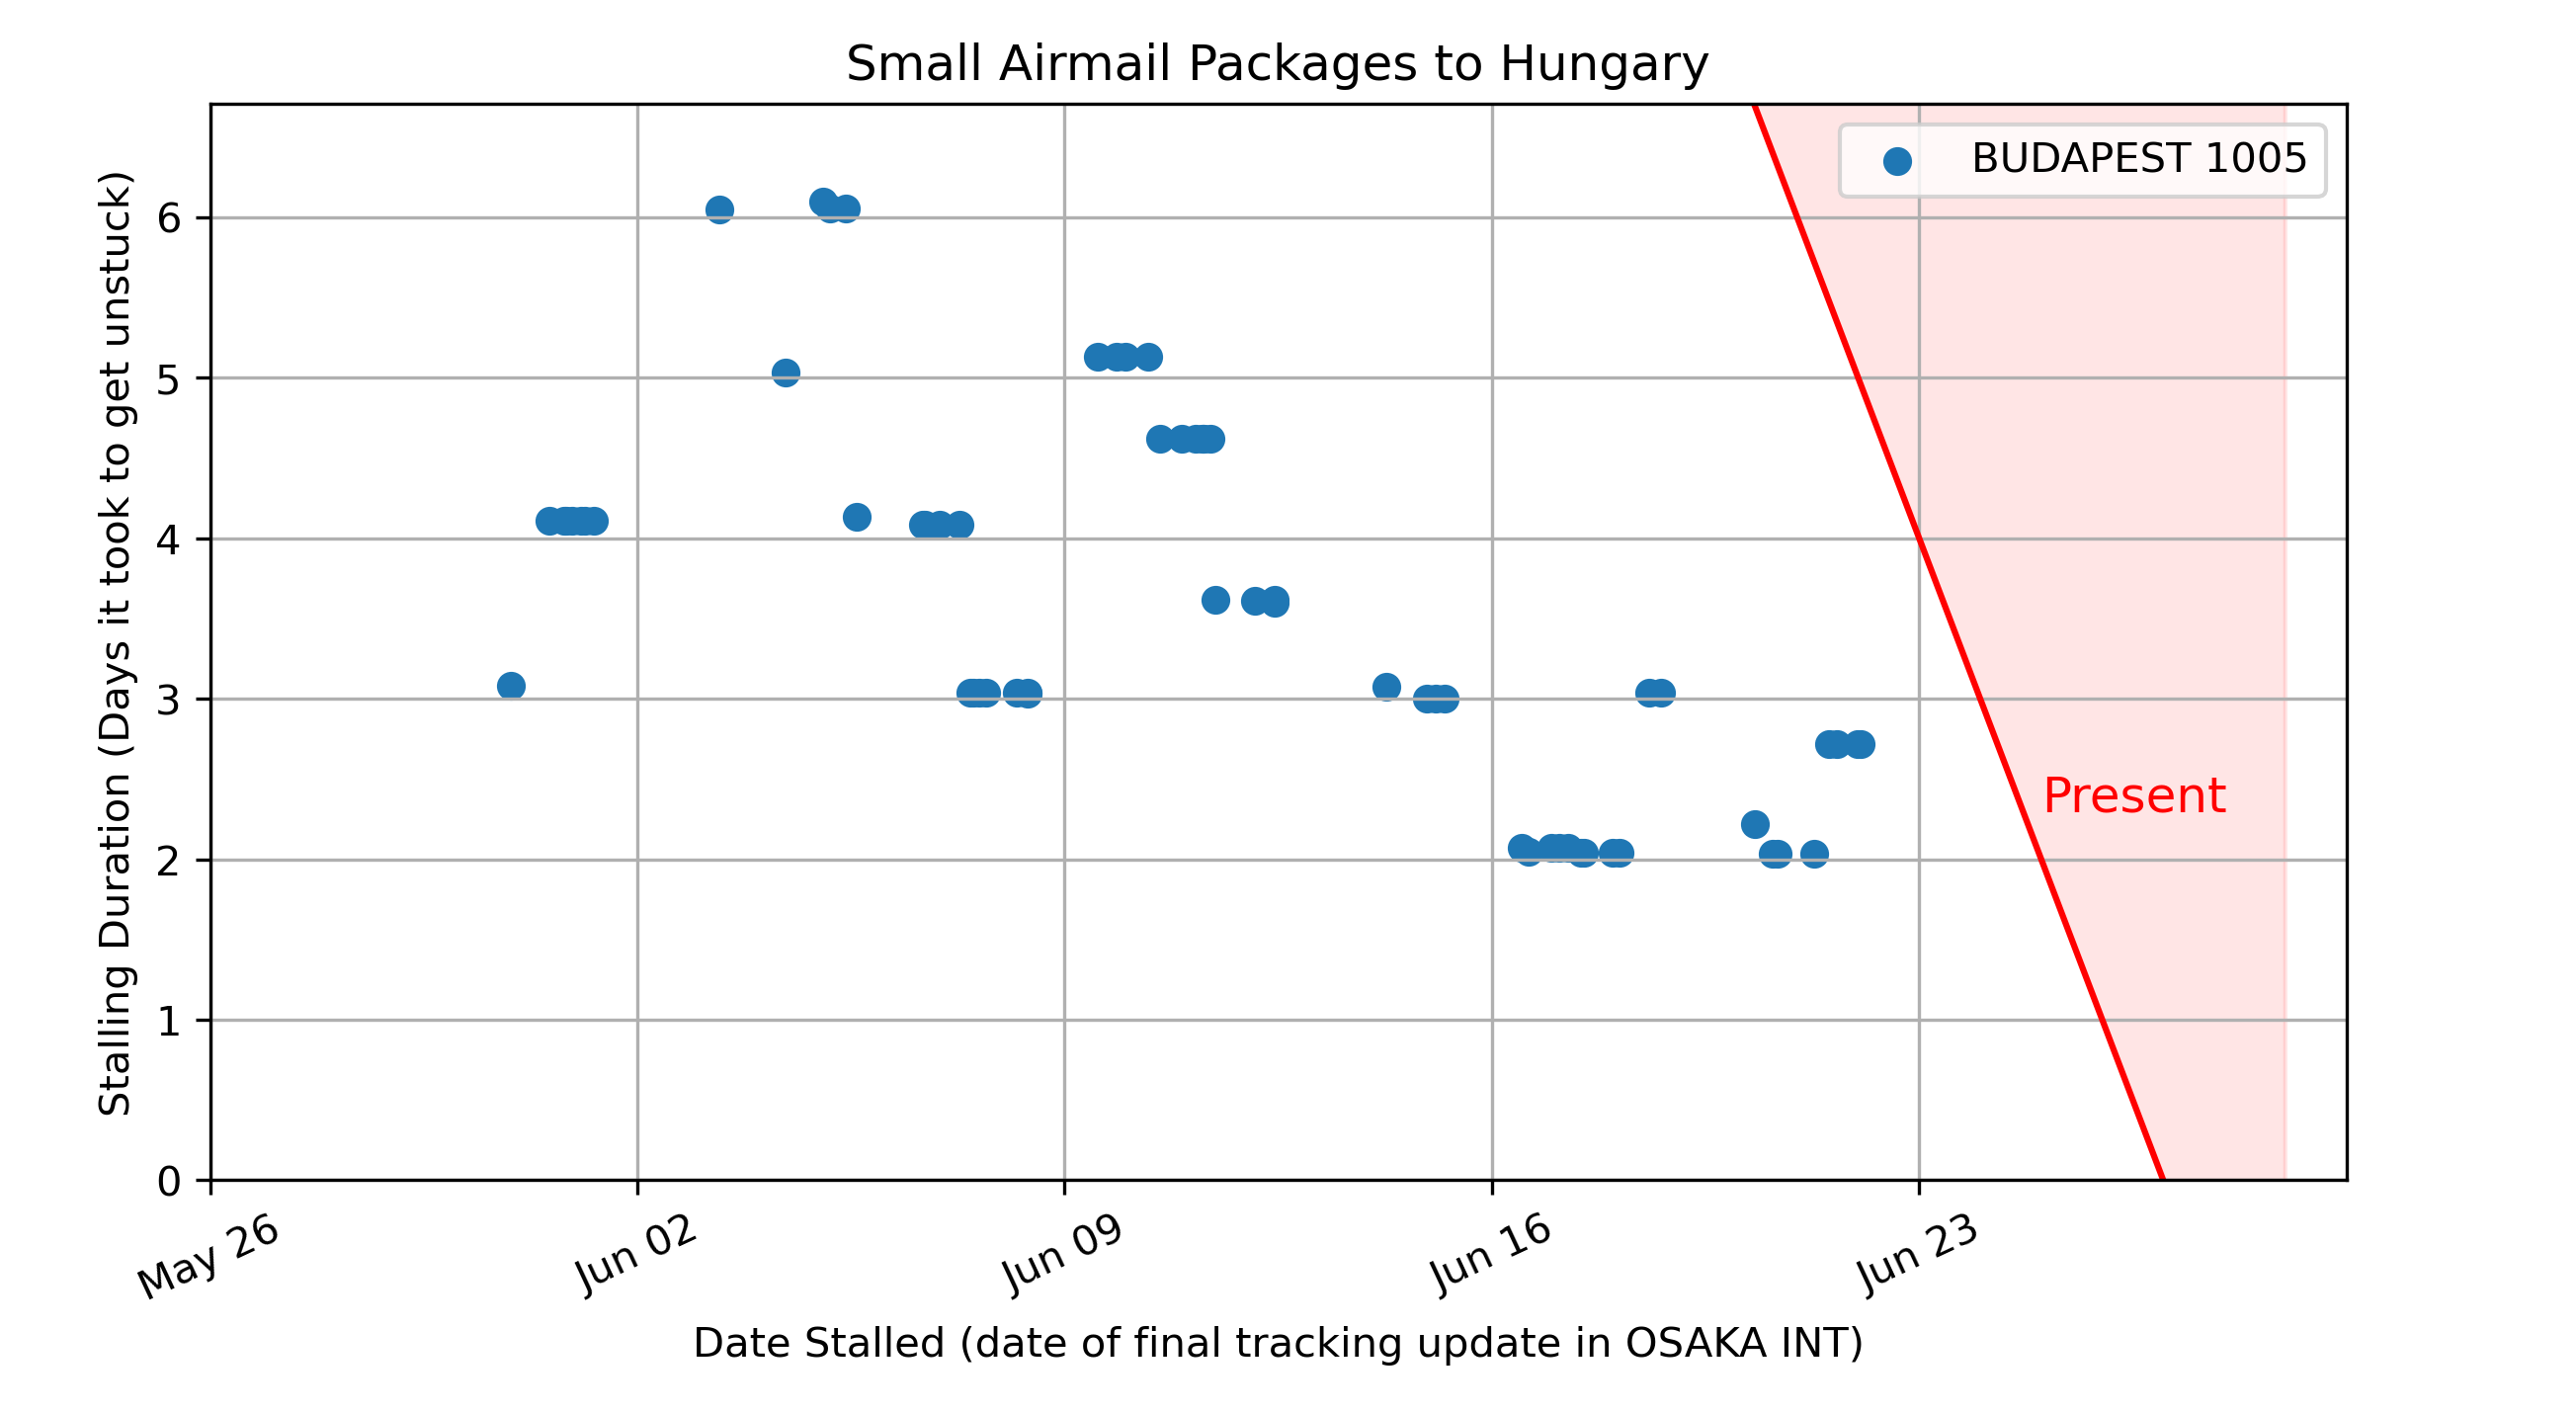 Small Airmail Packages to Hungary
BUDAPEST 1005
Stalling Duration (Days it took to get unstuck)
6
5
4
3
2
1
0
Present
May 26
Jun 02
Jun 09
Jun 16
Jun 23
Date Stalled (date of final tracking update in OSAKA INT)